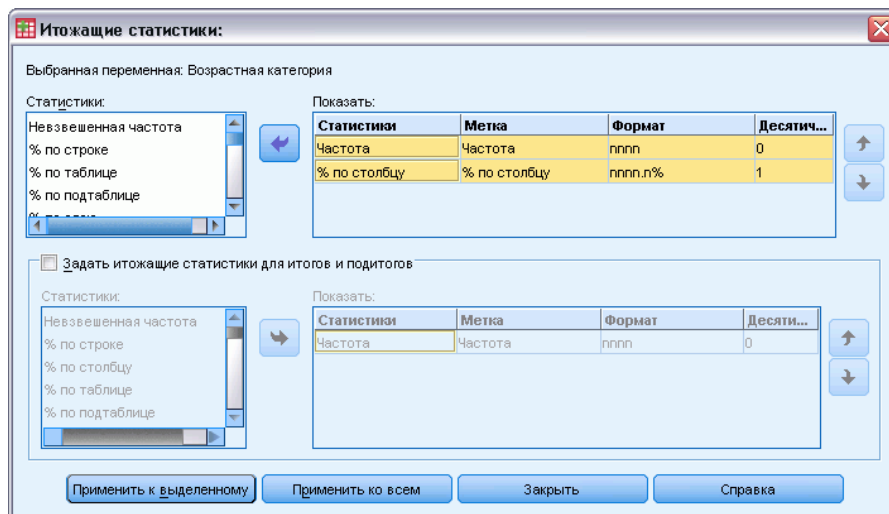 Итожащие статистики:
Выбранная переменная: Возрастная категория
Статистики:
Невзвешенная частота
% по строке
% по таблице
% по подтаблице
Показать:
Статистики Метка Формат Десятич...
Частота Частота nnnn 0
% по столбцу % по столбцу nnnn.n% 1
Задать итожащие статистики для итогов и подитогов
Статистики:
Невзвешенная частота
% по строке
% по столбцу
% по таблице
% по подтаблице
Показать:
Статистики Метка Формат Десяти...
Частота Частота nnnn 0
Применить к выделенному Применить ко всем Закрыть Справка